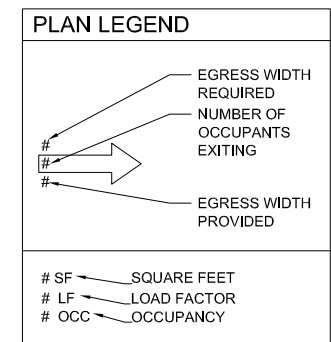 PLAN LEGEND
EGRESS WIDTH
REQUIRED
NUMBER OF
OCCUPANTS
EXITING
#
#
#
EGRESS WIDTH
PROVIDED
# SF SQUARE FEET
# LF LOAD FACTOR
# OCC OCCUPANCY